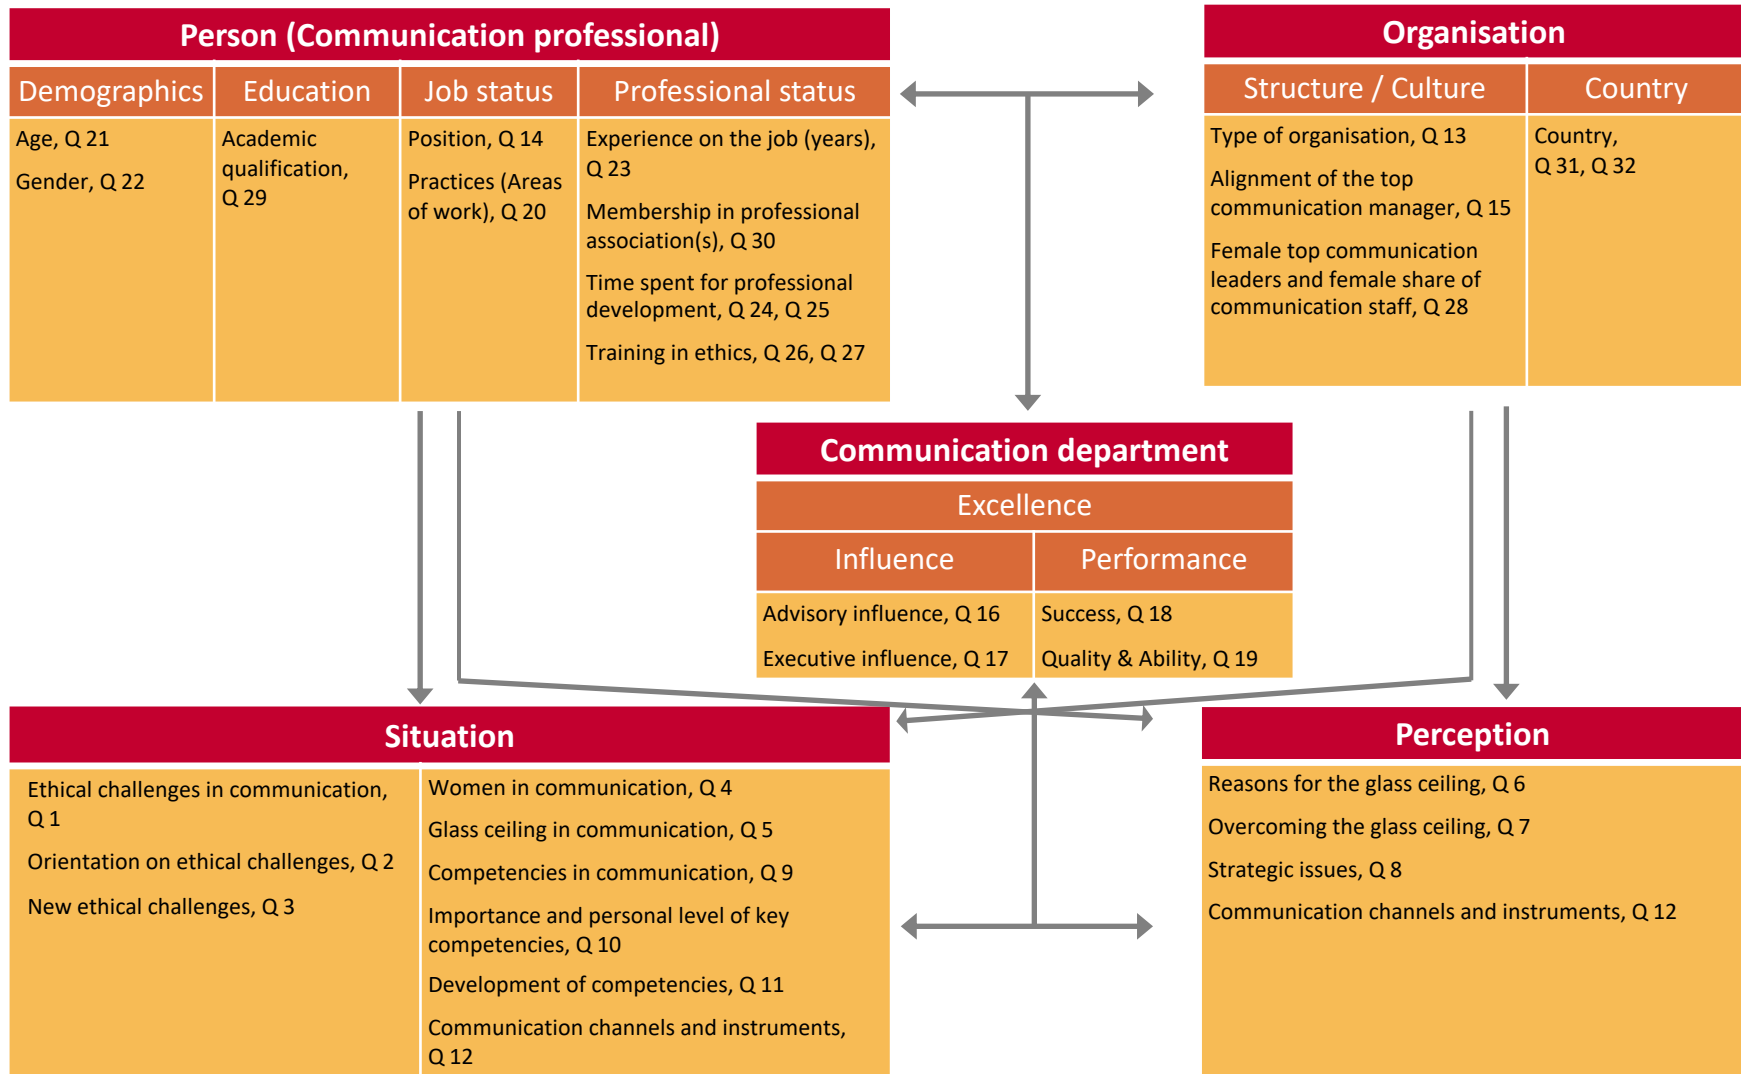 Person (Communication professional)
Demographics
Education
Job status
Professional status
Age, Q 21
Gender, Q 22
Academic
qualification,
Q 29
Position, Q 14
Practices (Areas
of work), Q 20
Experience on the job (years),
Q 23
Membership in professional
association(s), Q 30
Time spent for professional
development, Q 24, Q 25
Training in ethics, Q 26, Q 27
Organisation
Structure / Culture
Country
Type of organisation, Q 13
Alignment of the top
communication manager, Q 15
Female top communication
leaders and female share of
communication staff, Q 28
Country,
Q 31, Q 32
Communication department
Excellence
Influence
Performance
Advisory influence, Q 16
Executive influence, Q 17
Success, Q 18
Quality & Ability, Q 19
Situation
Ethical challenges in communication,
Q 1
Orientation on ethical challenges, Q 2
New ethical challenges, Q 3
Women in communication, Q 4
Glass ceiling in communication, Q 5
Competencies in communication, Q 9
Importance and personal level of key
competencies, Q 10
Development of competencies, Q 11
Communication channels and instruments,
Q 12
Perception
Reasons for the glass ceiling, Q 6
Overcoming the glass ceiling, Q 7
Strategic issues, Q 8
Communication channels and instruments, Q 12